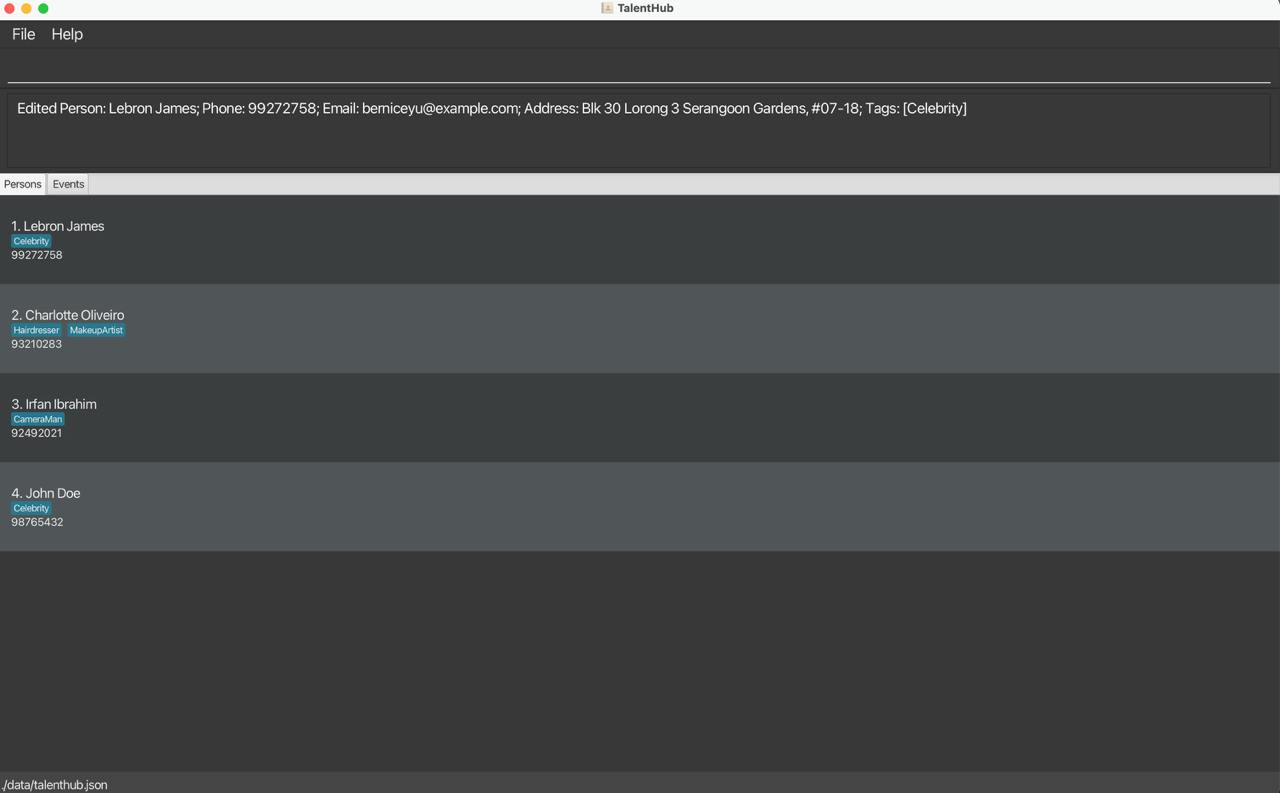 TalentHub
File Help
Edited Person: Lebron James; Phone: 99272758; Email: berniceyu@example.com; Address: Blk 30 Lorong 3 Serangoon Gardens, #07-18; Tags: [Celebrity]
Persons Events
1. Lebron James
Celebrity
99272758
2. Charlotte Oliveiro
Hairdresser MakeupArtist
93210283
3. Irfan Ibrahim
CameraMan
92492021
4. John Doe
Celebrity
98765432
./data/talenthub.json